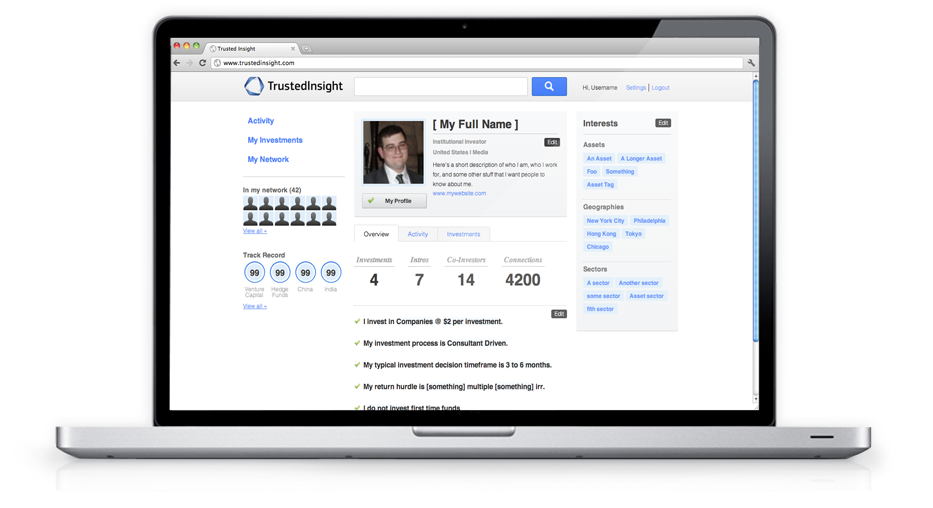 Trusted Insight
www.trustedinsight.com
TrustedInsight
Hi, Username Settings | Logout
Activity
My Investments
My Network
In my network (42)
View all »
Track Record
99 99 99 99
Venture Capital
Hedge Funds
China
India
View all »
[ My Full Name ]
Institutional Investor
Edit
United States | Media
Here's a short description of who I am, who I work
for, and some other stuff that I want people to
know about me.
www.mywebsite.com
My Profile
Overview Activity Investments
Investments Intros Co-Investors Connections
4 7 14 4200
Edit
I invest in Companies @ $2 per investment.
My investment process is Consultant Driven.
My typical investment decision timeframe is 3 to 6 months.
My return hurdle is [something] multiple [something] irr.
I do not invest first time funds
Interests Edit
Assets
An Asset A Longer Asset
Foo Something
Asset Tag
Geographies
New York City Philadelphia
Hong Kong Tokyo
Chicago
Sectors
A sector Another sector
some sector Asset sector
fith sector